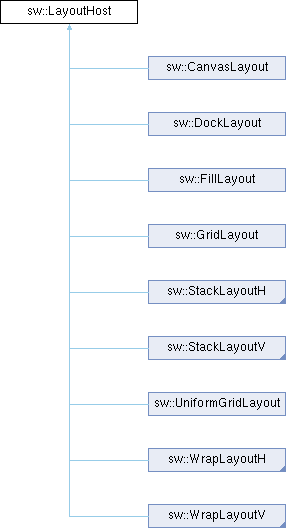 sw::LayoutHost
sw::CanvasLayout
sw::DockLayout
sw::FillLayout
sw::GridLayout
sw::StackLayoutH
sw::StackLayoutV
sw::UniformGridLayout
sw::WrapLayoutH
sw::WrapLayoutV